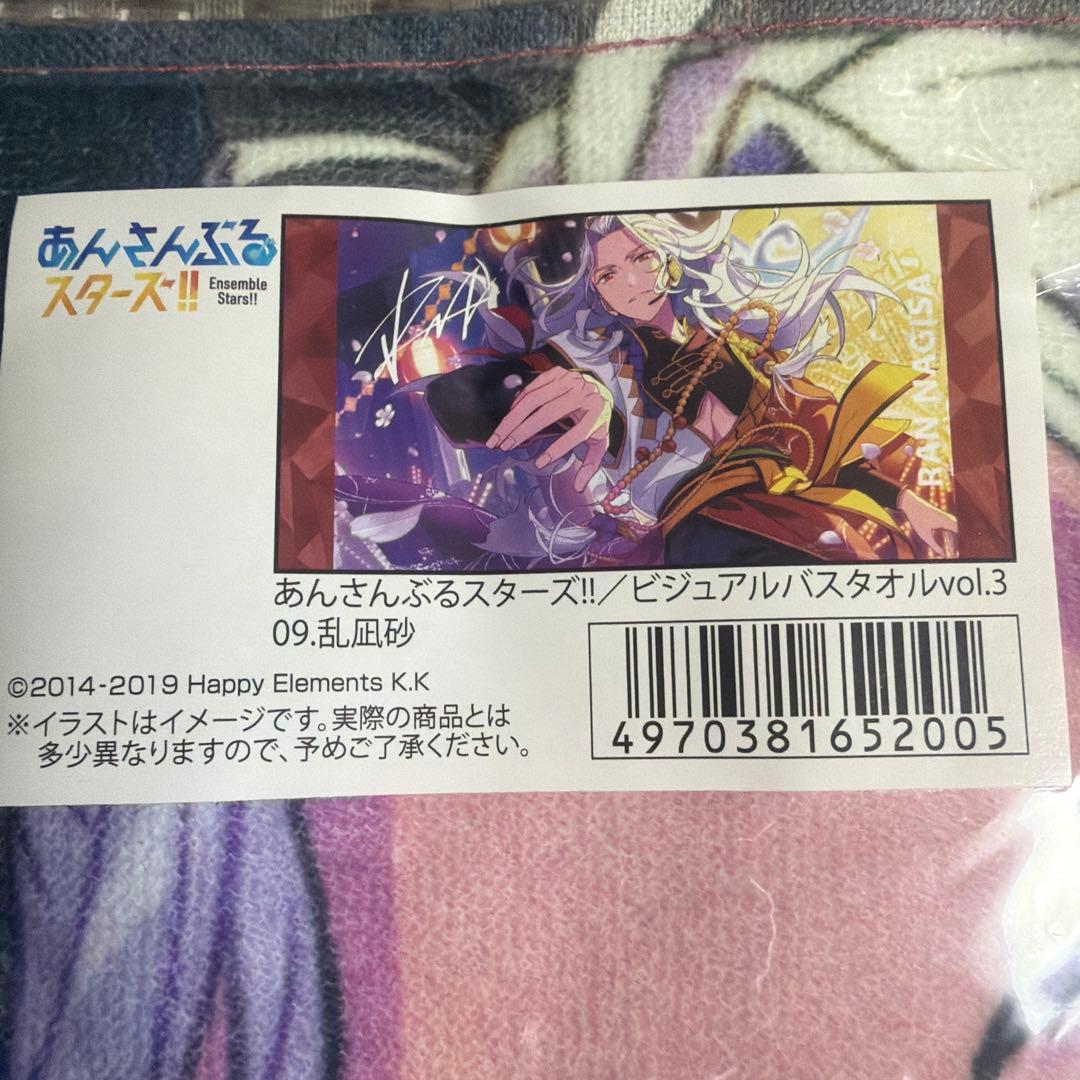 あんさんぶる
スターズ!!
Ensemble
Stars!!
RAN NAGISA
あんさんぶるスターズ!!／ビジュアルバスタオルvol.3
09.乱凪砂
©2014-2019 Happy Elements K.K
※イラストはイメージです。実際の商品とは
多少異なりますので、予めご了承ください。
4970381652005